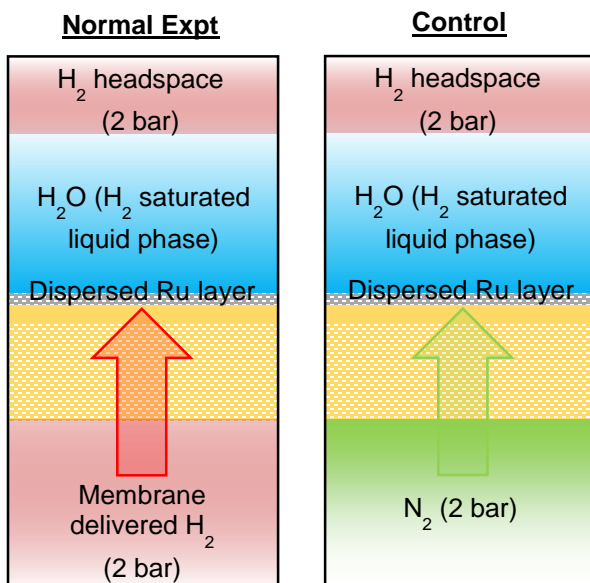 Normal Expt
H₂ headspace
(2 bar)
H₂O (H₂ saturated
liquid phase)
Dispersed Ru layer
Membrane
delivered H₂
(2 bar)
Control
H₂ headspace
(2 bar)
H₂O (H₂ saturated
liquid phase)
Dispersed Ru layer
N₂ (2 bar)